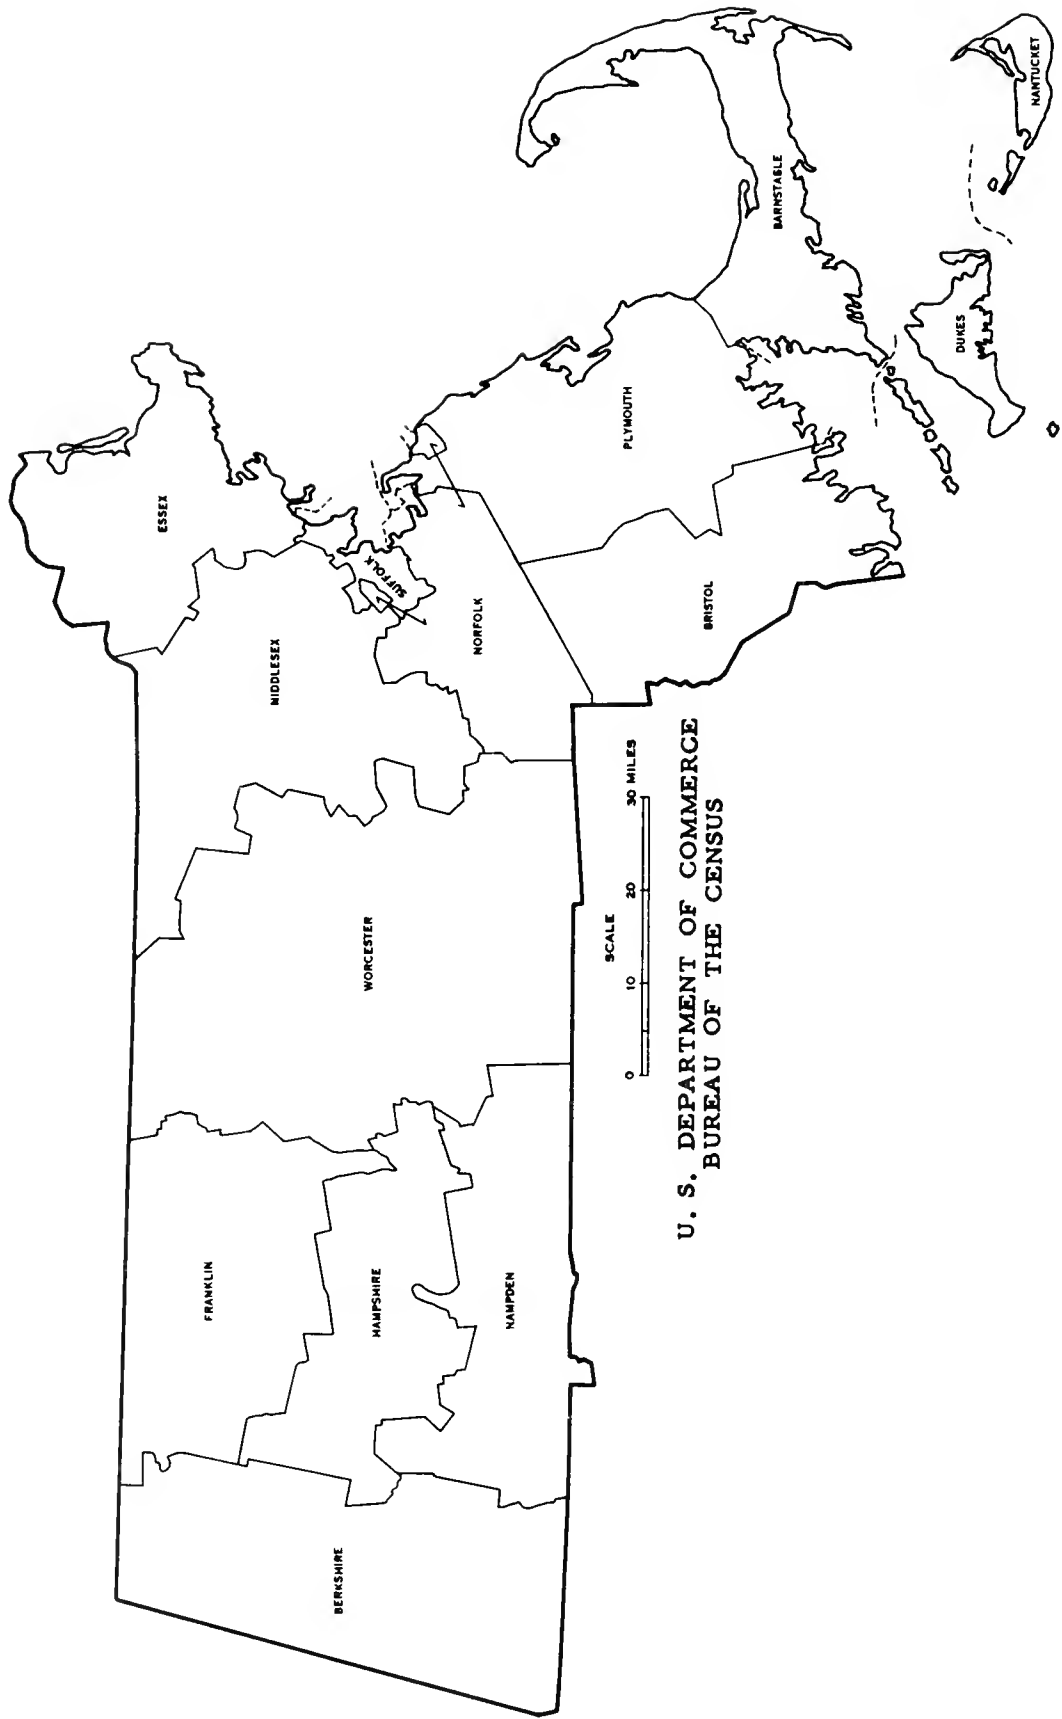 ESSEX
FRANKLIN
MIDDLESEX
BERKSHIRE
WORCESTER
HAMPSHIRE
SUFFOLK
NORFOLK
HAMPDEN
PLYMOUTH
BRISTOL
BARNSTABLE
DUKES
NANTUCKET
SCALE
0 10 20 30 MILES
U. S. DEPARTMENT OF COMMERCE
BUREAU OF THE CENSUS